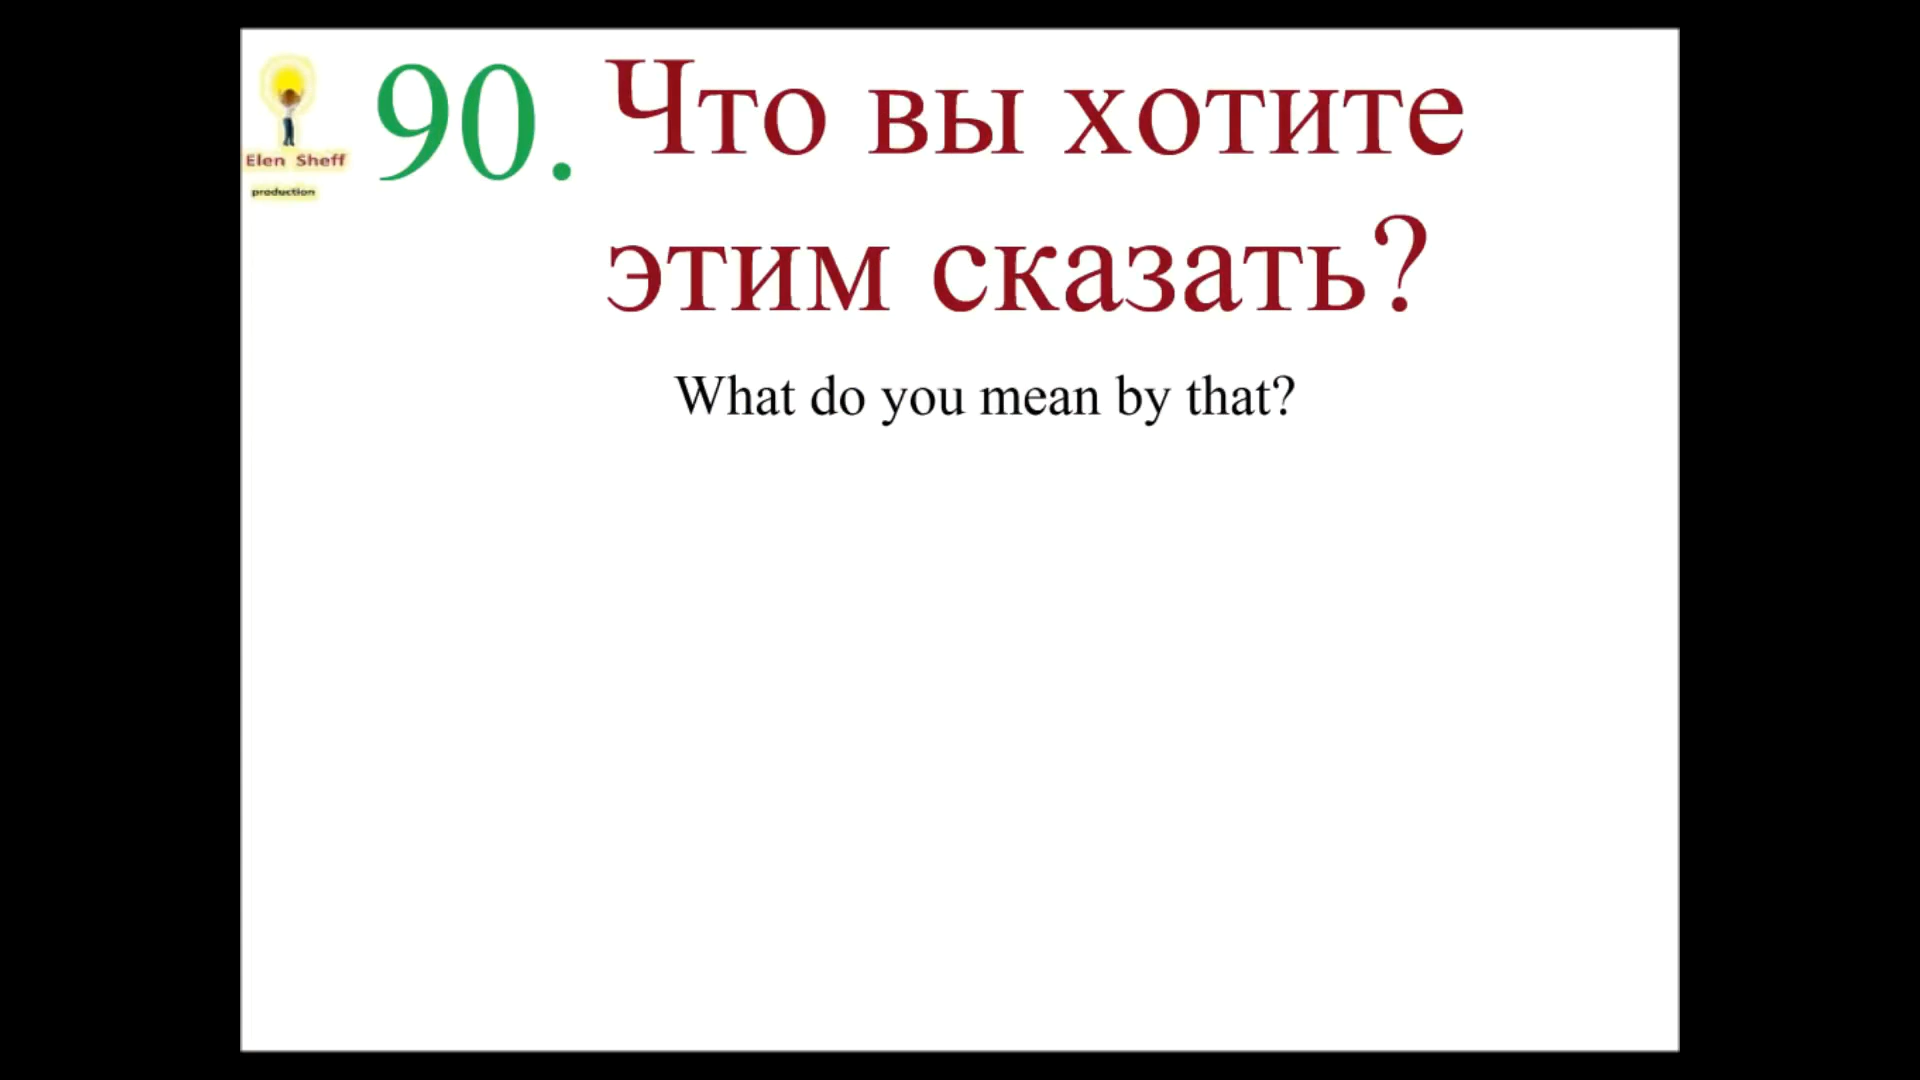 Elen Sheff
production
90. Что вы хотите
этим сказать?
What do you mean by that?